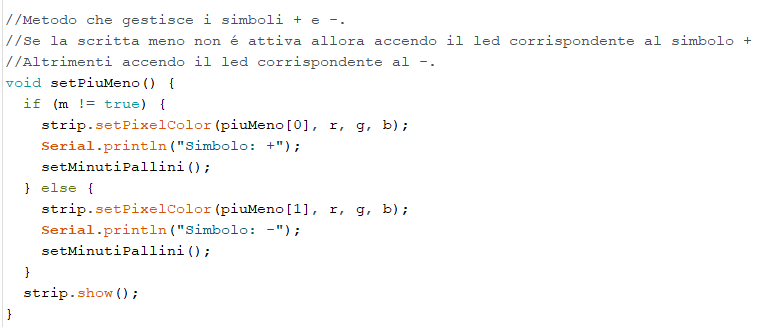 //Metodo che gestisce i simboli + e -.
//Se la scritta meno non é attiva allora accendo il led corrispondente al simbolo +
//Altrimenti accendo il led corrispondente al -.
void setPiuMeno() {
  if (m != true) {
    strip.setPixelColor(piuMeno[0], r, g, b);
    Serial.println("Simbolo: +");
    setMinutiPallini();
  } else {
    strip.setPixelColor(piuMeno[1], r, g, b);
    Serial.println("Simbolo: -");
    setMinutiPallini();
  }
  strip.show();
}